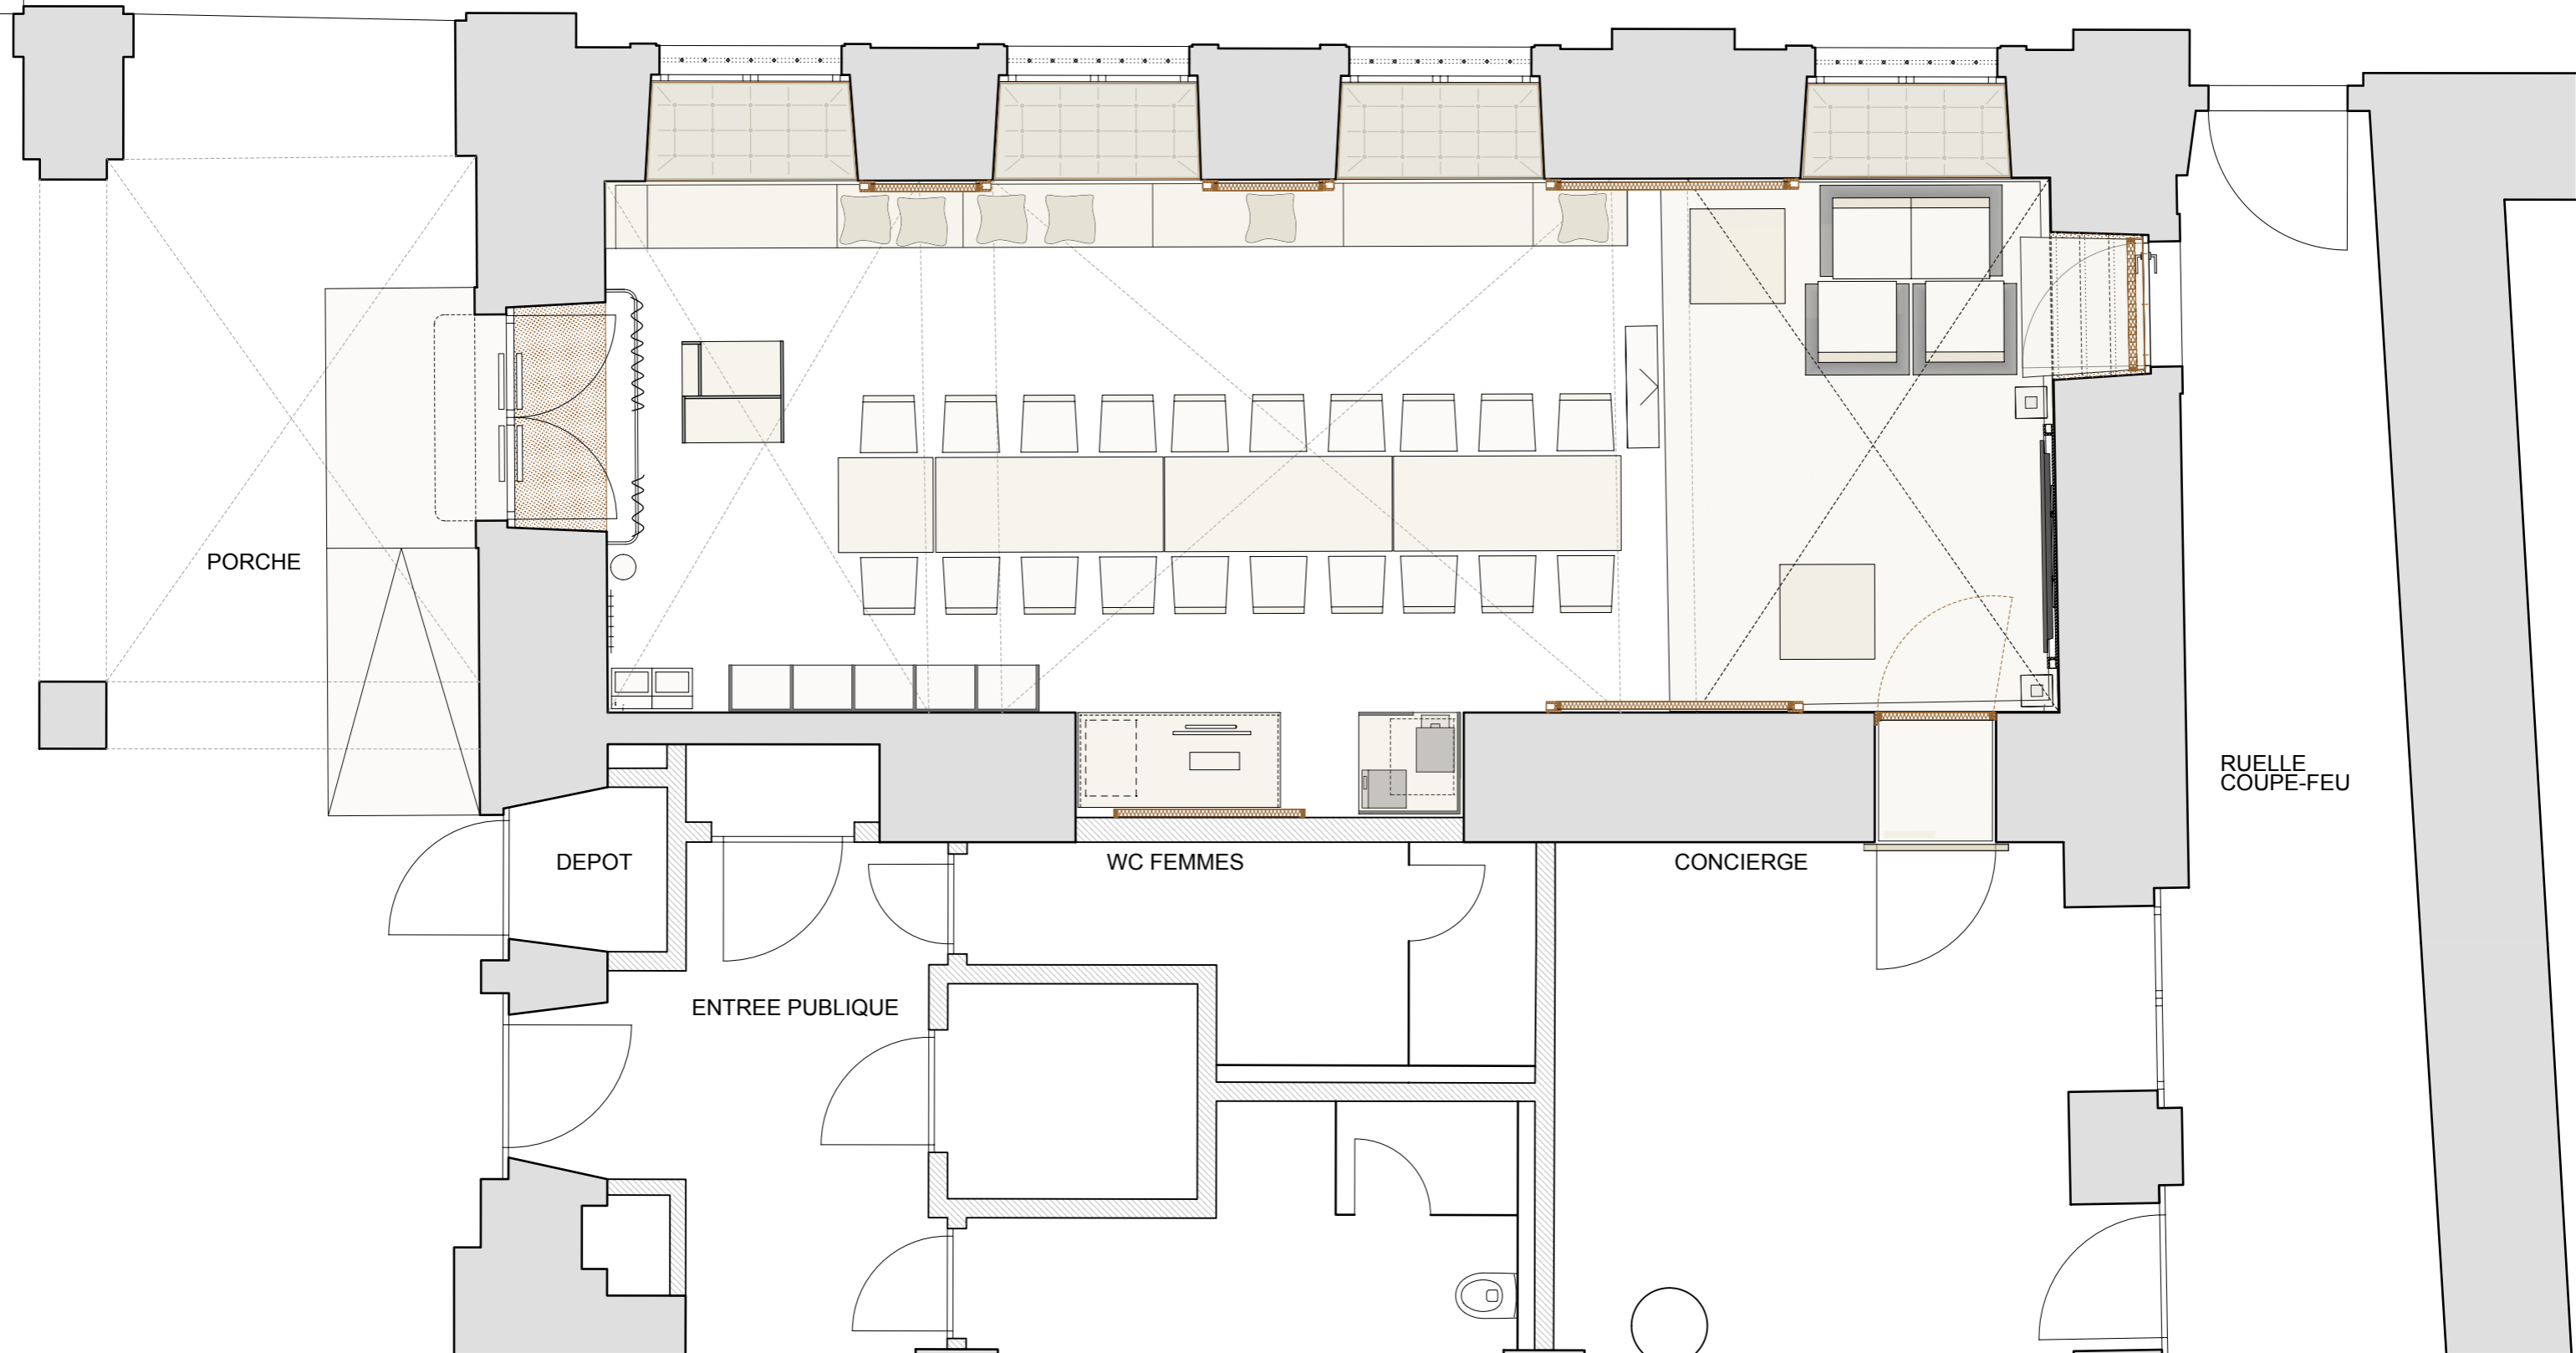 PORCHE
RUELLE
COUPE-FEU
DEPOT
WC FEMMES
CONCIERGE
ENTREE PUBLIQUE